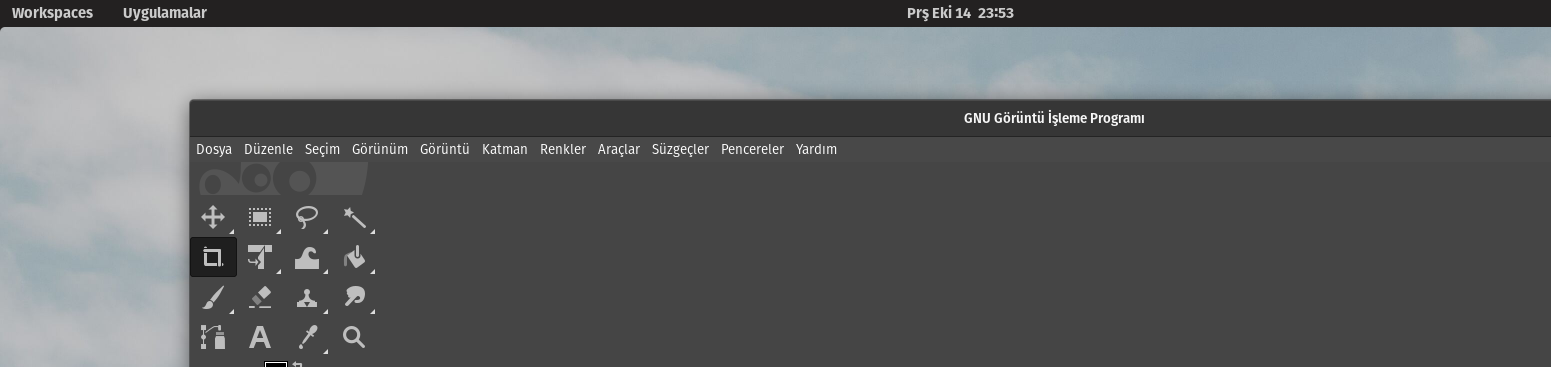 Workspaces Uygulamalar Prş Eki 14 23:53
GNU Görüntü İşleme Programı
Dosya Düzenle Seçim Görünüm Görüntü Katman Renkler Araçlar Süzgeçler Pencereler Yardım
A